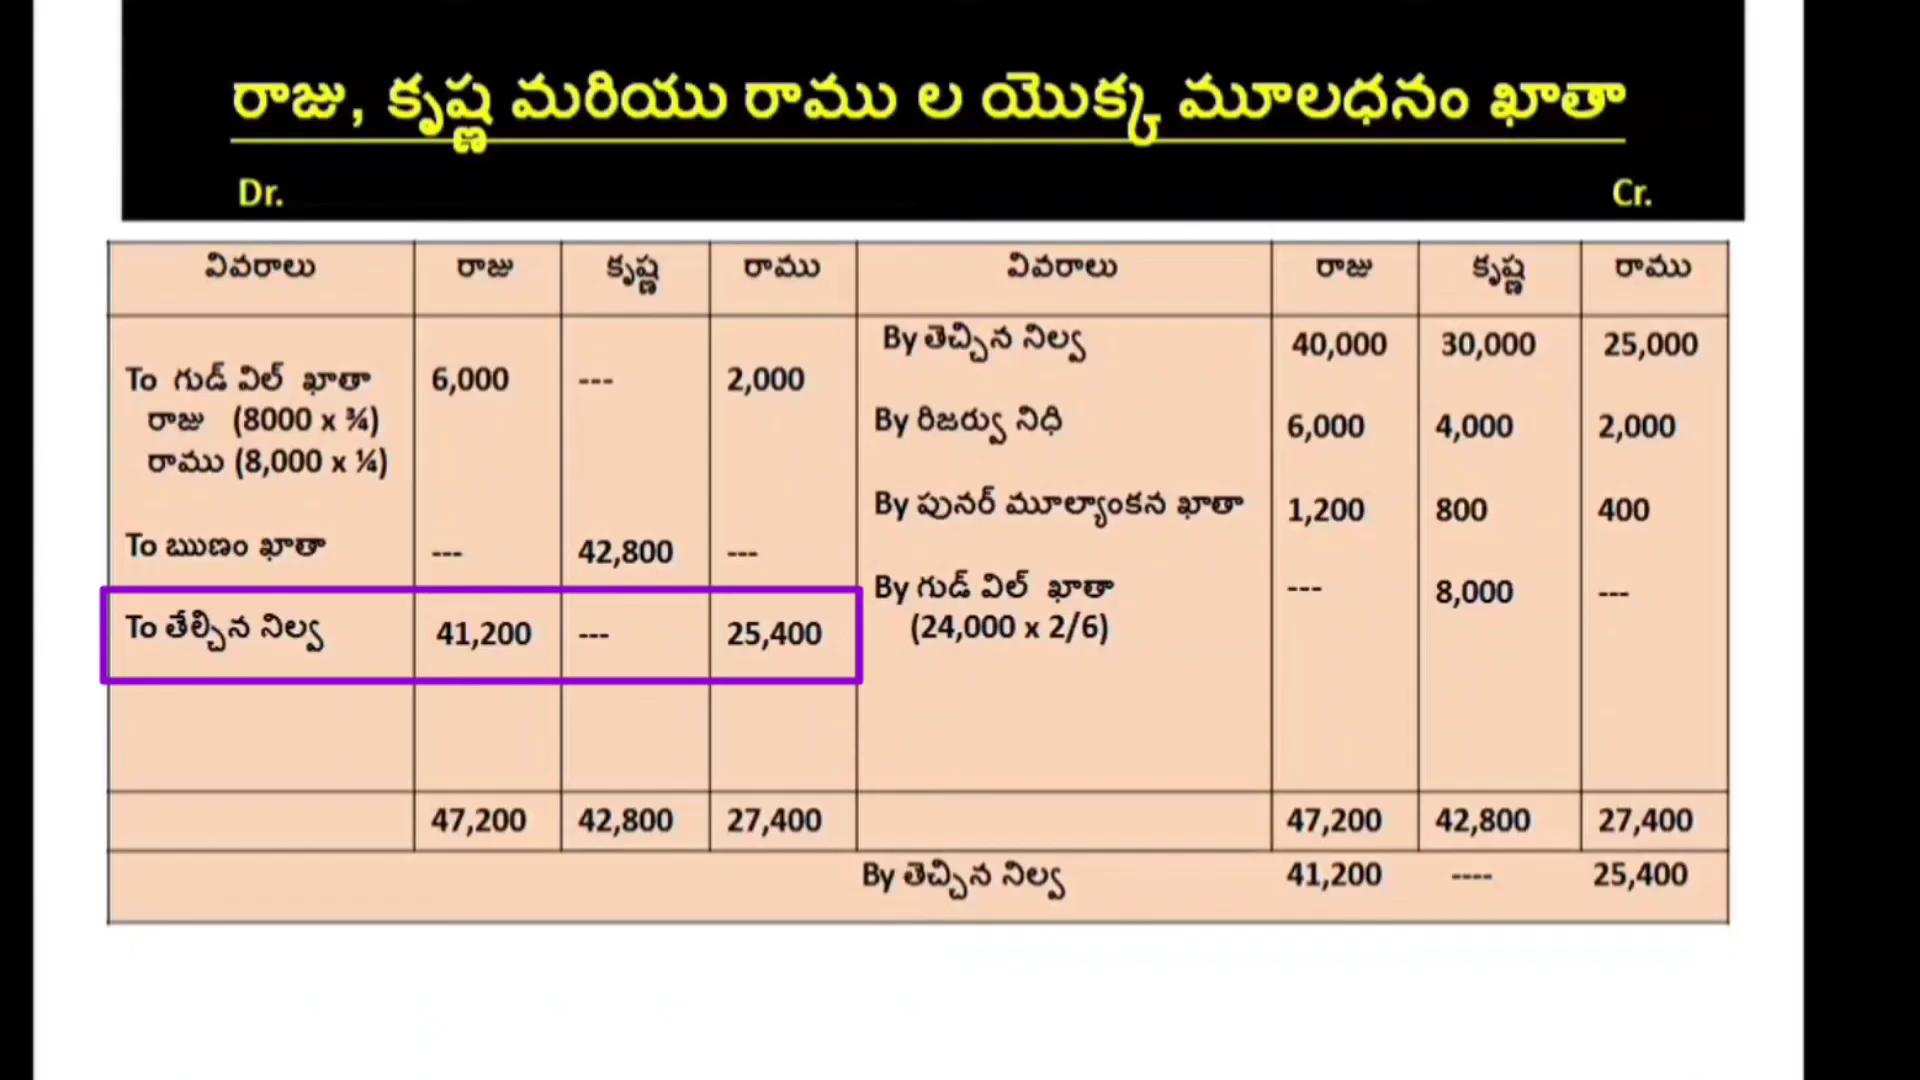 రాజు, కృష్ణ మరియు రాము ల యొక్క మూలధనం ఖాతా
Dr. Cr.
వివరాలు రాజు కృష్ణ రాము వివరాలు రాజు కృష్ణ రాము
By తెచ్చిన నిల్వ 40,000 30,000 25,000
To గుడ్ విల్ ఖాతా 6,000 --- 2,000
రాజు (8000 x ¾)
By రిజర్వు నిధి 6,000 4,000 2,000
రాము (8,000 x ¼)
By పునర్ మూల్యాంకన ఖాతా 1,200 800 400
To ఋణం ఖాతా --- 42,800 ---
By గుడ్ విల్ ఖాతా --- 8,000 ---
(24,000 x 2/6)
To తేల్చిన నిల్వ 41,200 --- 25,400
47,200 42,800 27,400 47,200 42,800 27,400
By తెచ్చిన నిల్వ 41,200 ---- 25,400